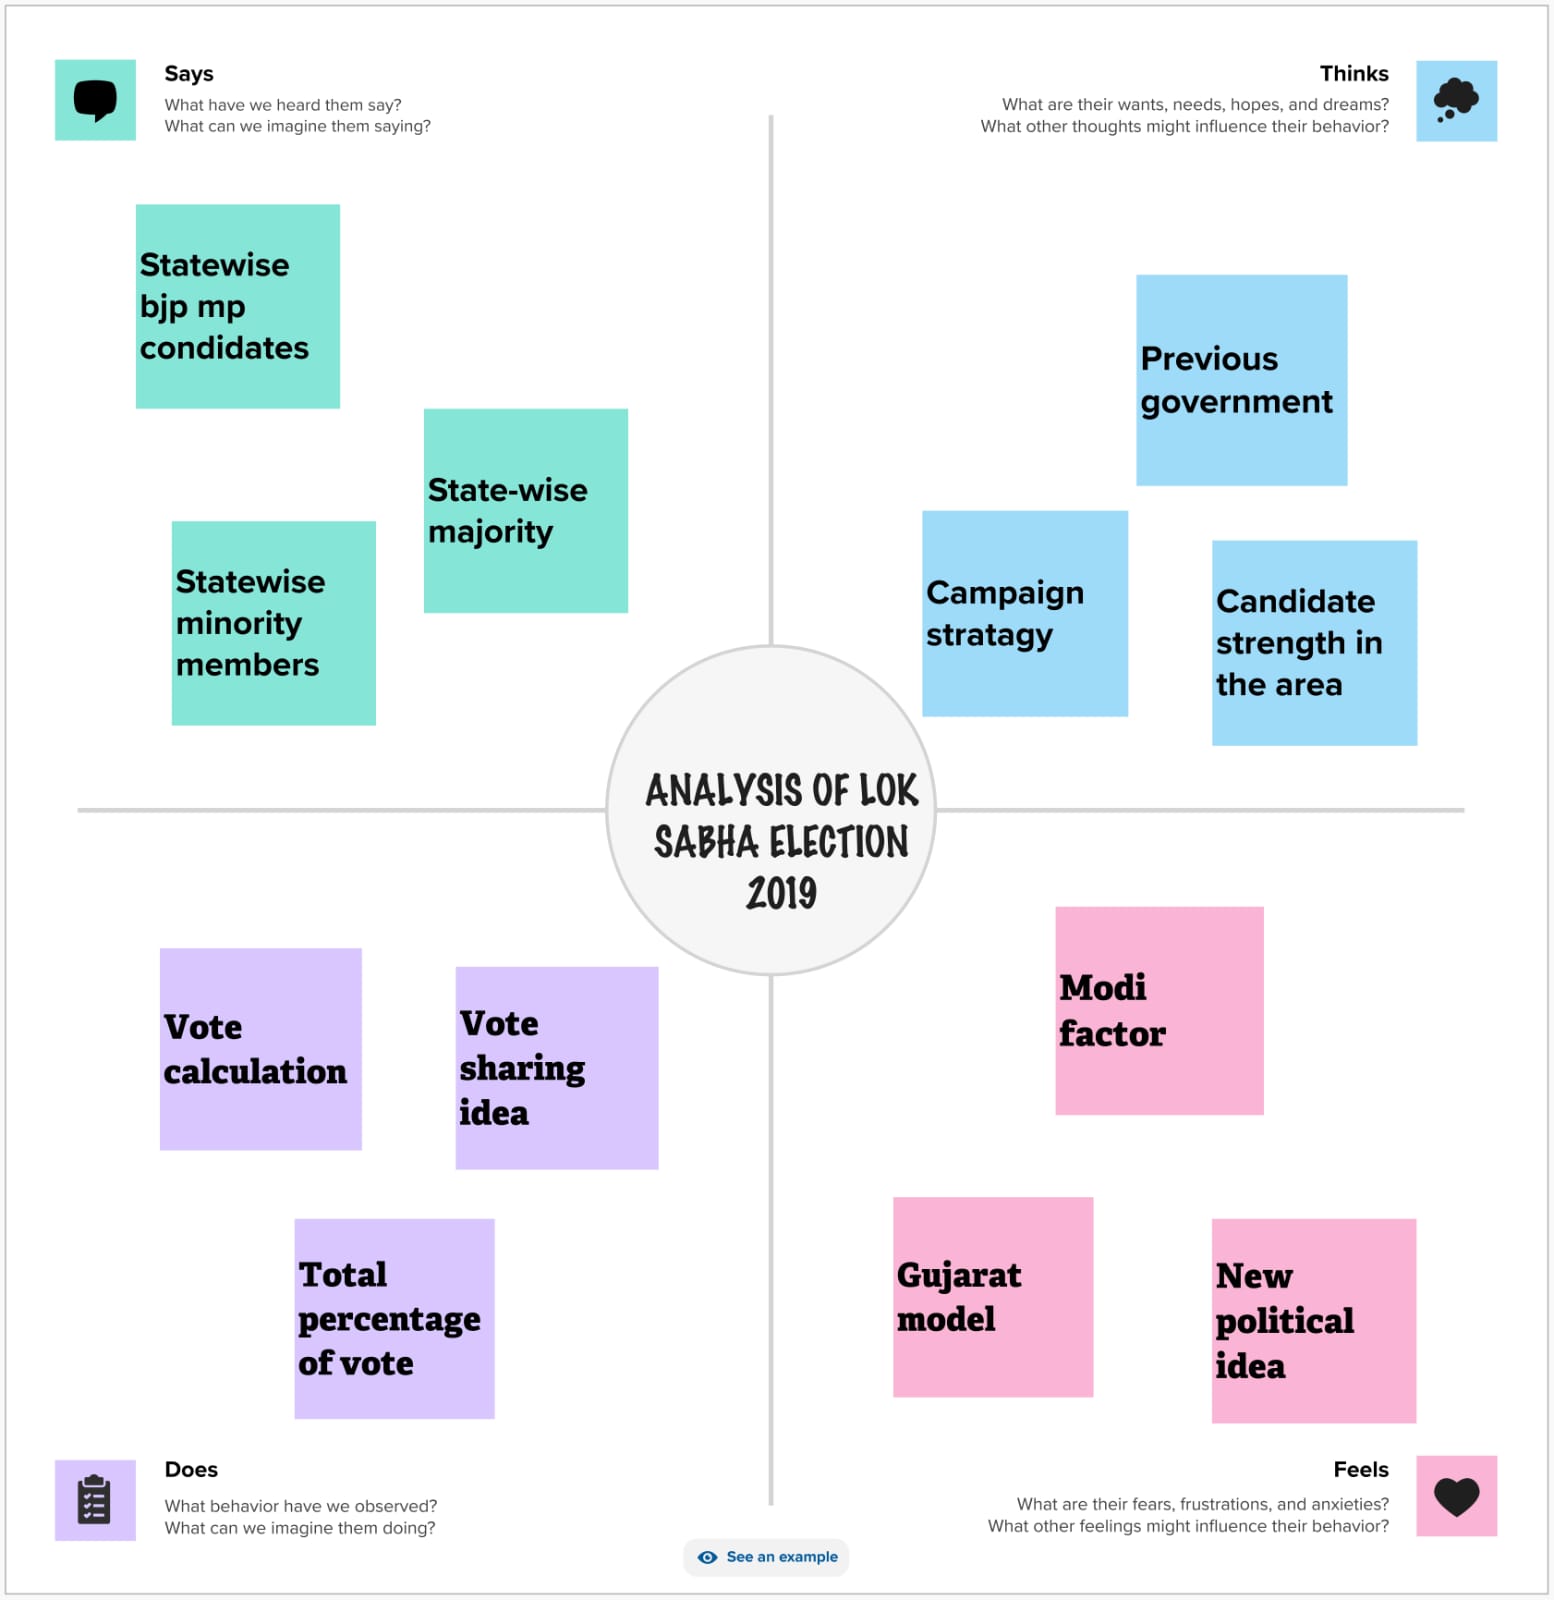 Says
What have we heard them say?
What can we imagine them saying?
Thinks
What are their wants, needs, hopes, and dreams?
What other thoughts might influence their behavior?
Statewise
bjp mp
condidates
State-wise
majority
Statewise
minority
members
Previous
government
Campaign
stratagy
Candidate
strength in
the area
ANALYSIS OF LOK
SABHA ELECTION
2019
Vote
calculation
Vote
sharing
idea
Total
percentage
of vote
Modi
factor
Gujarat
model
New
political
idea
Does
What behavior have we observed?
What can we imagine them doing?
Feels
What are their fears, frustrations, and anxieties?
What other feelings might influence their behavior?
See an example